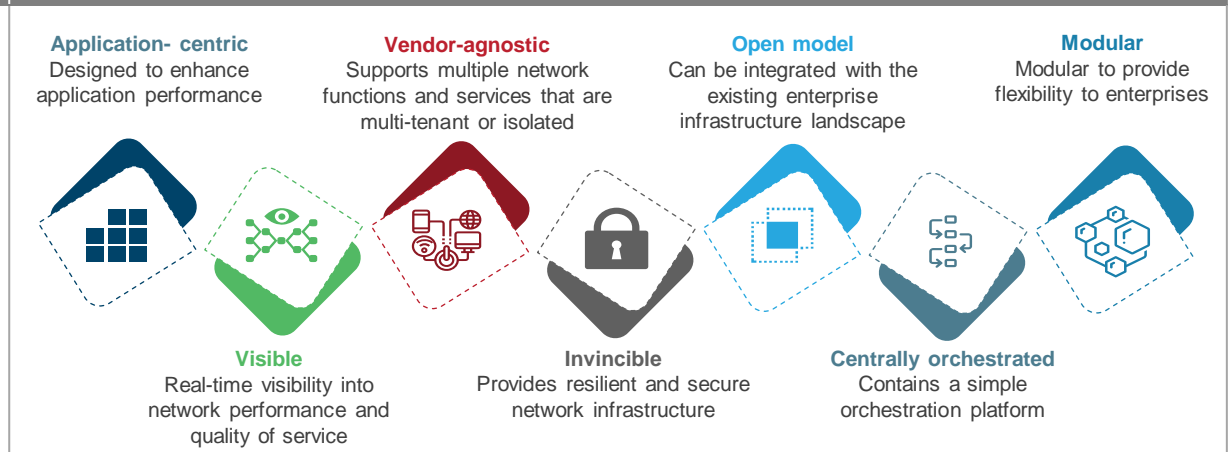 Application- centric
Designed to enhance
application performance
Vendor-agnostic
Supports multiple network
functions and services that are
multi-tenant or isolated
Open model
Can be integrated with the
existing enterprise
infrastructure landscape
Modular
Modular to provide
flexibility to enterprises
Visible
Real-time visibility into
network performance and
quality of service
Invincible
Provides resilient and secure
network infrastructure
Centrally orchestrated
Contains a simple
orchestration platform